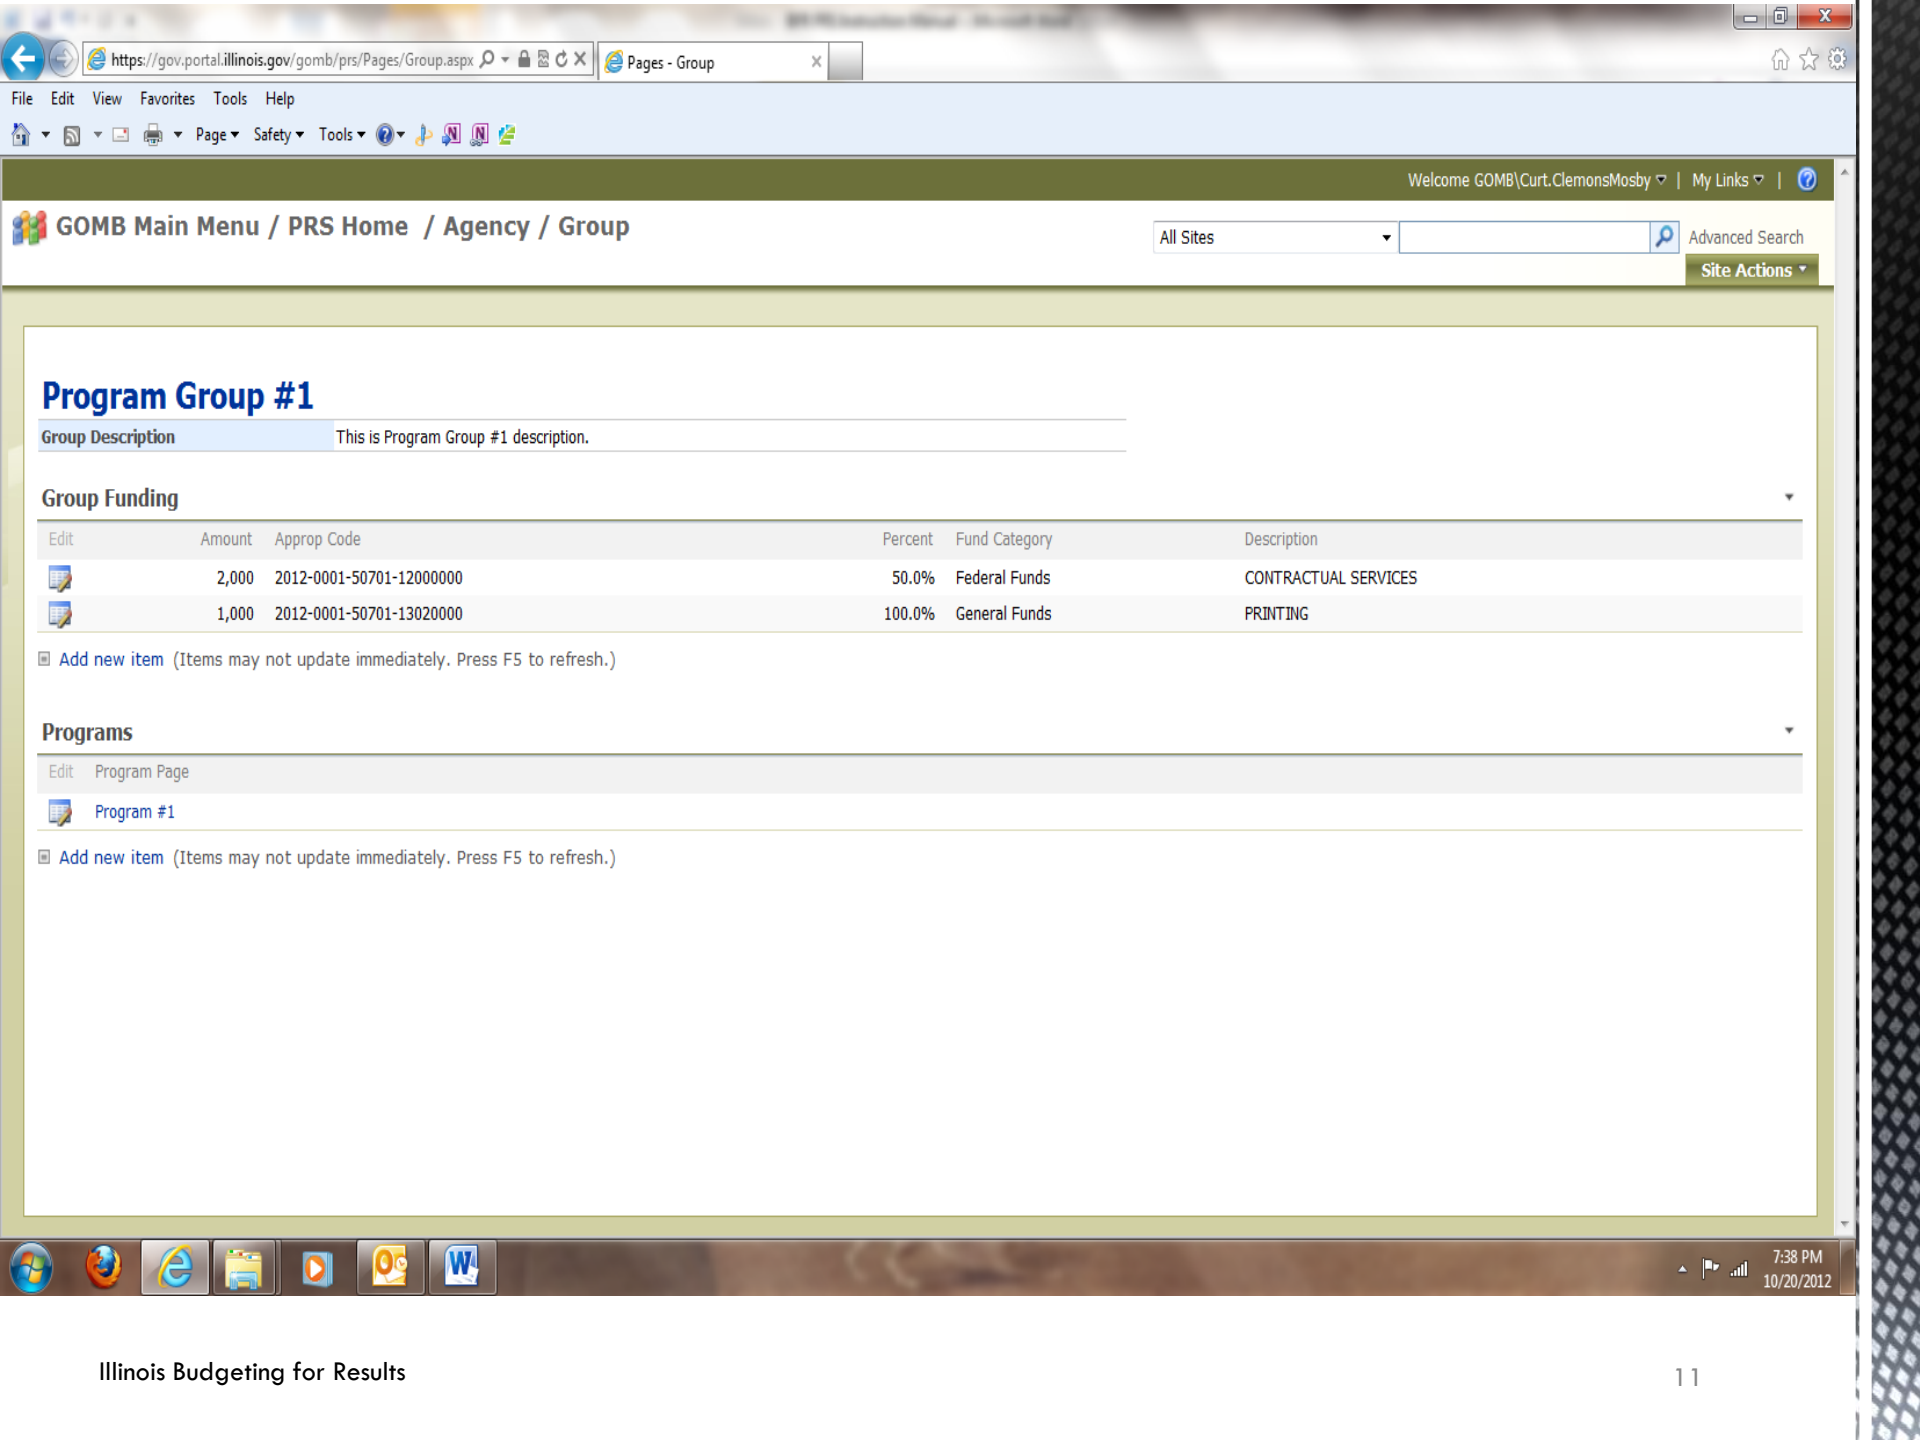 https://gov.portal.illinois.gov/gomb/prs/Pages/Group.aspx
Pages - Group
File Edit View Favorites Tools Help
Page Safety Tools
Welcome GOMB\Curt.ClemonsMosby | My Links |
GOMB Main Menu / PRS Home / Agency / Group
All Sites
Advanced Search
Site Actions
Program Group #1
Group Description This is Program Group #1 description.
Group Funding
Edit Amount Approp Code Percent Fund Category Description
2,000 2012-0001-50701-12000000 50.0% Federal Funds CONTRACTUAL SERVICES
1,000 2012-0001-50701-13020000 100.0% General Funds PRINTING
Add new item (Items may not update immediately. Press F5 to refresh.)
Programs
Edit Program Page
Program #1
Add new item (Items may not update immediately. Press F5 to refresh.)
7:38 PM
10/20/2012
Illinois Budgeting for Results
11